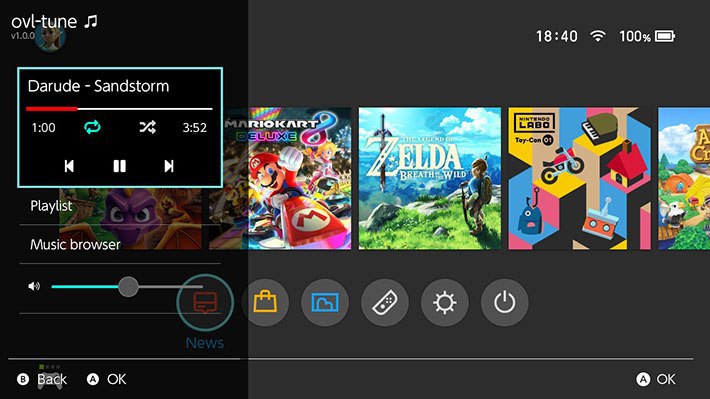 ovl-tune ♫
v1.0.0
18:40
100%
Darude - Sandstorm
1:00
3:52
Playlist
Music browser
MARIOKART 8
DELUXE
THE LEGEND OF
ZELDA
BREATH OF THE WILD
NINTENDO
LABO
Toy-Con 01
News
B Back
A OK
A OK